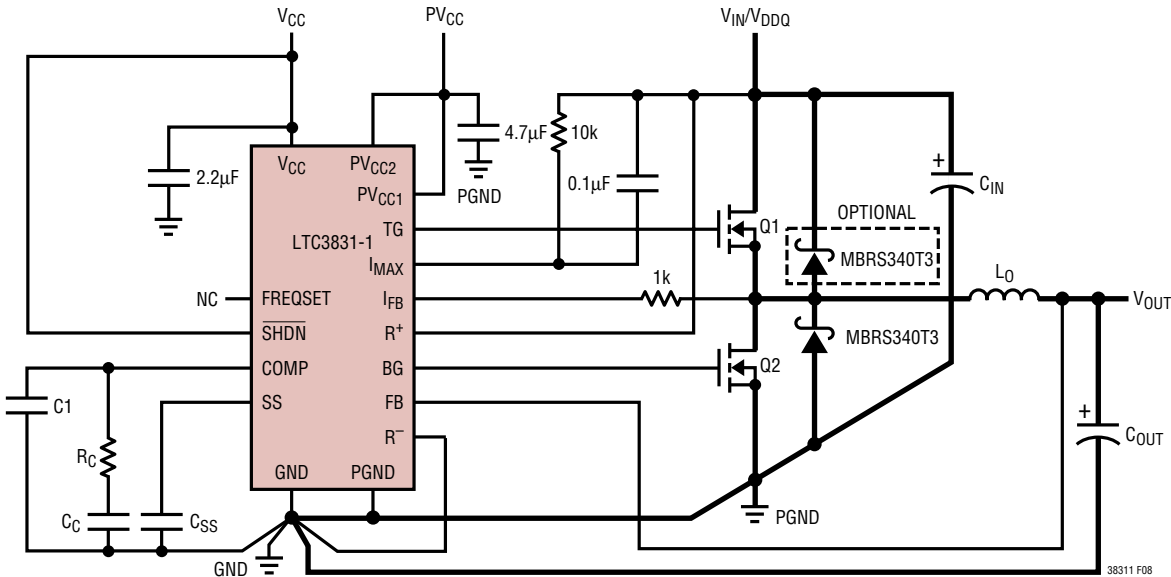 VCC
PVCC
VIN/VDDQ
2.2µF
VCC
PVCC2
PVCC1
4.7µF
PGND
10k
0.1µF
+
CIN
LTC3831-1
TG
Q1
OPTIONAL
MBRS340T3
IMAX
1k
LO
NC
FREQSET
IFB
VOUT
SHDN
R+
MBRS340T3
COMP
BG
Q2
C1
SS
FB
+
COUT
RC
R–
GND
PGND
CC
CSS
PGND
GND
38311 F08